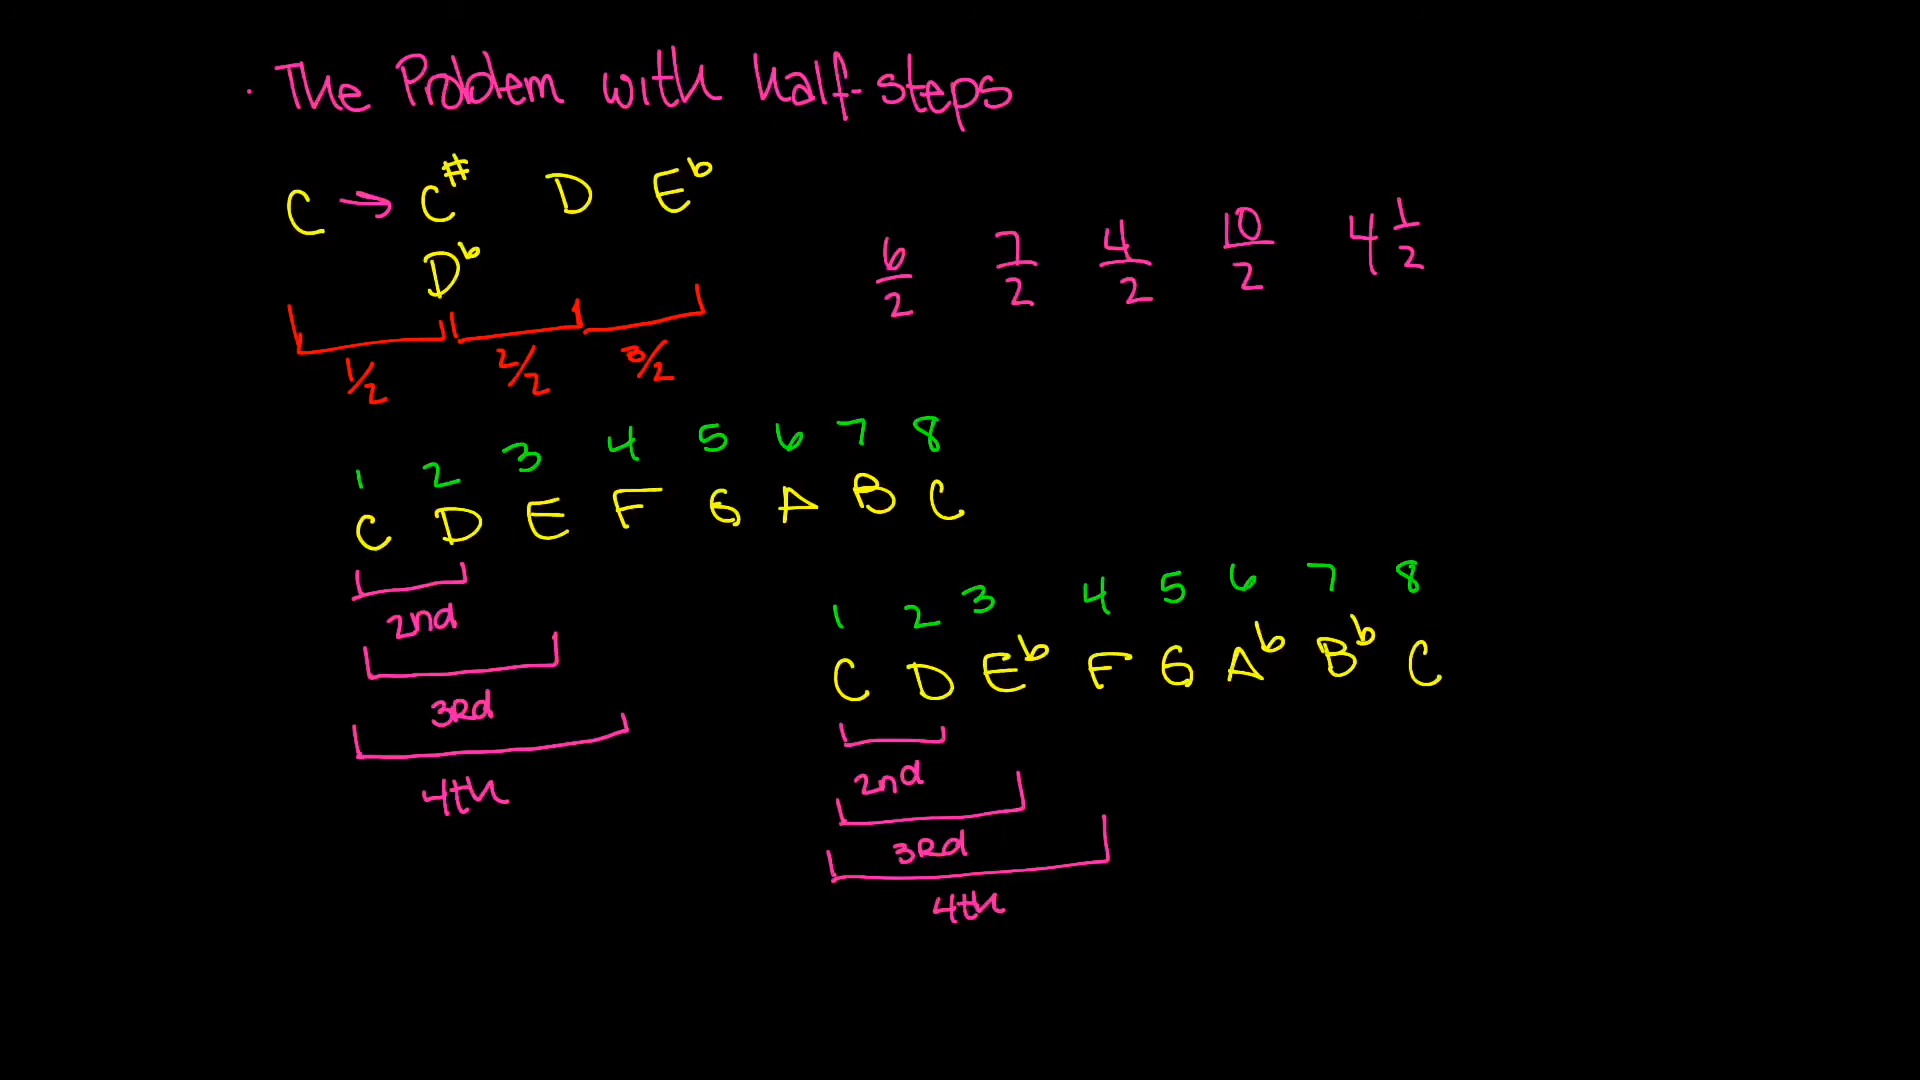 · The Problem with half-steps
C → C# D Eb
Db
1/2 2/2 3/2
6/2 7/2 4/2 10/2 4 1/2
1 2 3 4 5 6 7 8
C D E F G A B C
2nd
3Rd
4th
1 2 3 4 5 6 7 8
C D Eb F G Ab Bb C
2nd
3Rd
4th